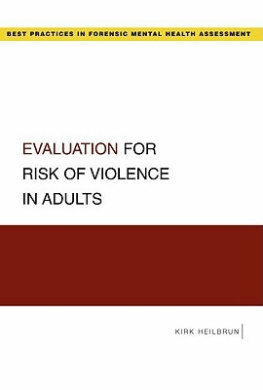 BEST PRACTICES IN FORENSIC MENTAL HEALTH ASSESSMENT
EVALUATION FOR
RISK OF VIOLENCE
IN ADULTS
KIRK HEILBRUN